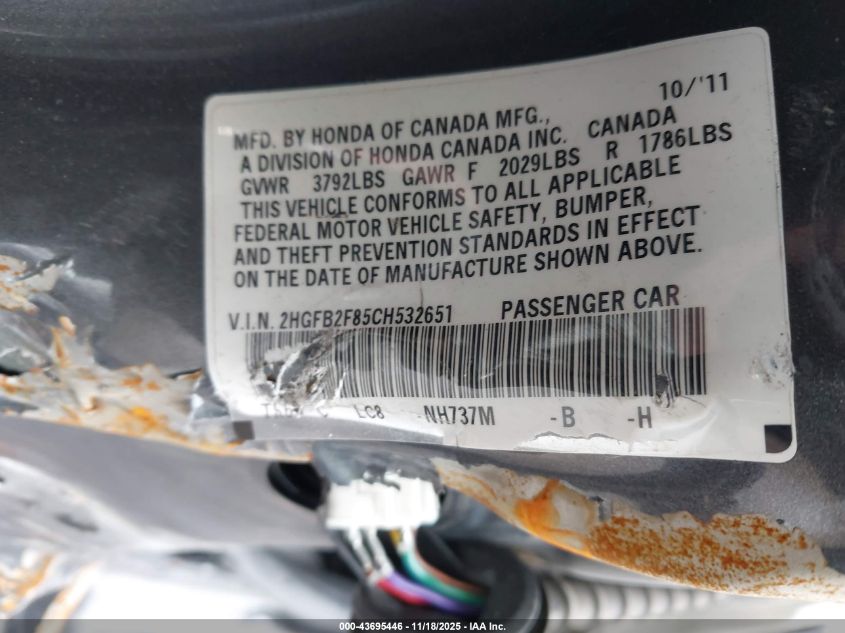 10/'11
MFD. BY HONDA OF CANADA MFG.,
A DIVISION OF HONDA CANADA INC. CANADA
GVWR 3792LBS GAWR F 2029LBS R 1786LBS
THIS VEHICLE CONFORMS TO ALL APPLICABLE
FEDERAL MOTOR VEHICLE SAFETY, BUMPER,
AND THEFT PREVENTION STANDARDS IN EFFECT
ON THE DATE OF MANUFACTURE SHOWN ABOVE.
V.I.N. 2HGFB2F85CH532651 PASSENGER CAR
C LC8 -NH737M -B -H
000-43695446 - 11/18/2025 - IAA Inc.